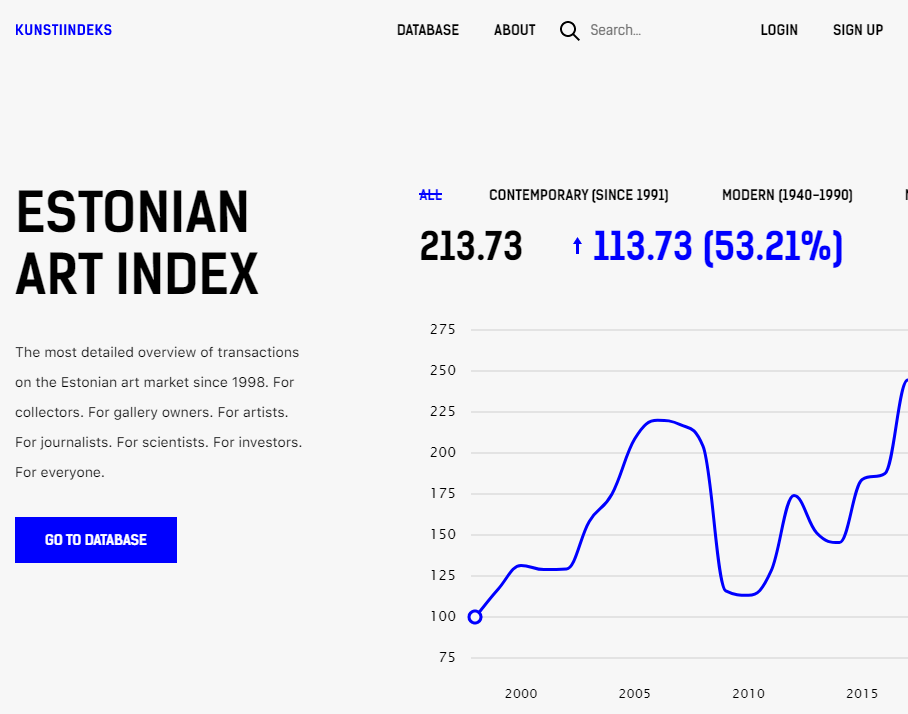 KUNSTIINDEKS
DATABASE
ABOUT
Search...
LOGIN
SIGN UP
ESTONIAN
ART INDEX
The most detailed overview of transactions
on the Estonian art market since 1998. For
collectors. For gallery owners. For artists.
For journalists. For scientists. For investors.
For everyone.
GO TO DATABASE
ALL
CONTEMPORARY (SINCE 1991)
MODERN (1940–1990)
213.73
113.73 (53.21%)
275
250
225
200
175
150
125
100
75
2000
2005
2010
2015